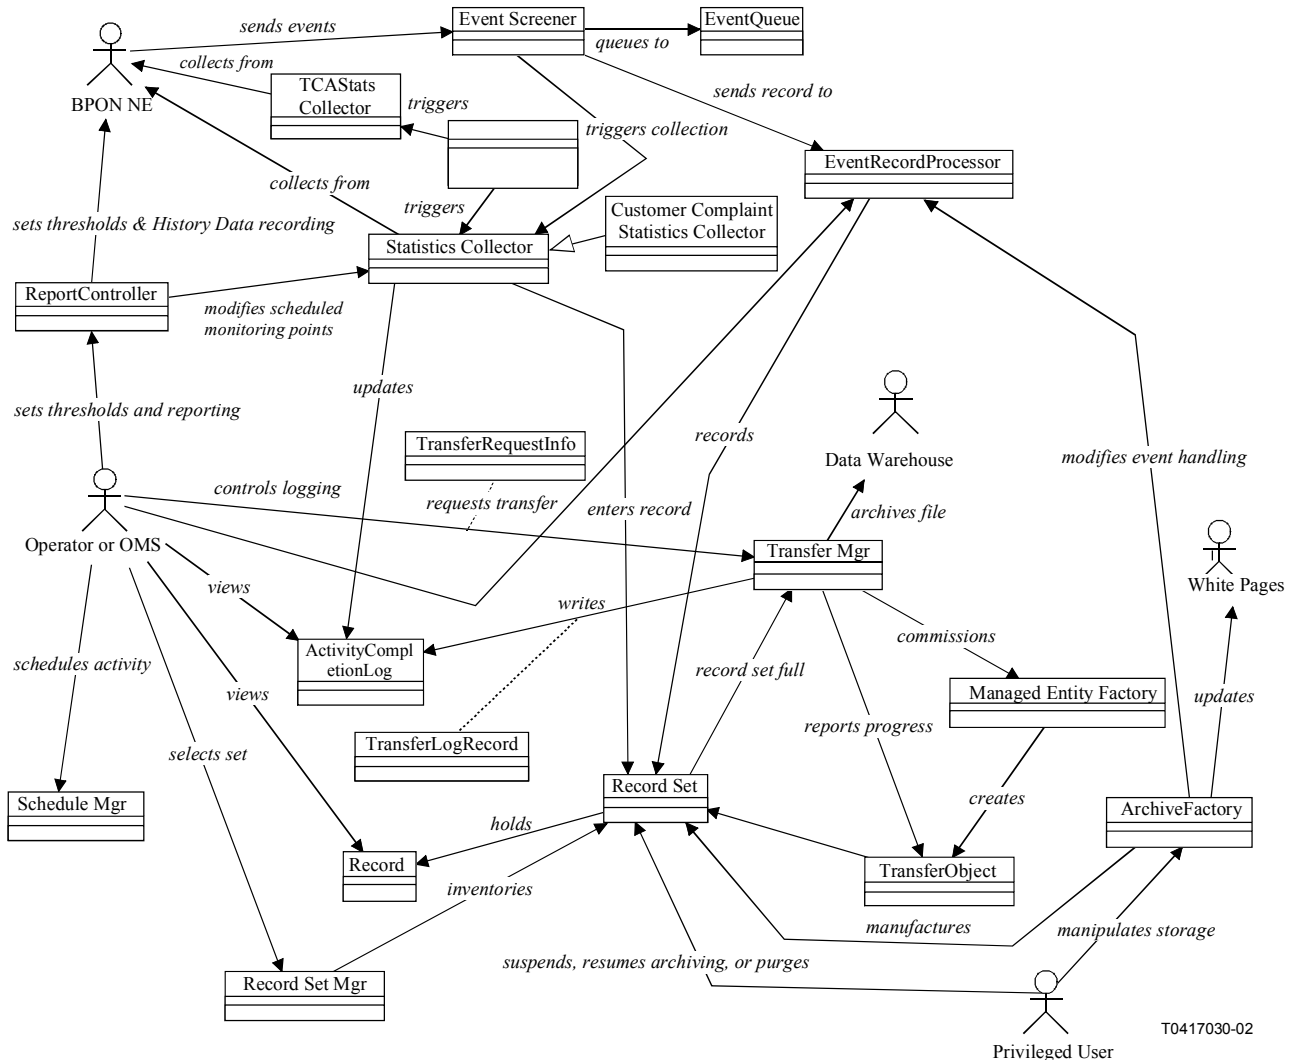 Event Screener
EventQueue
sends events
queues to
collects from
TCAStats
Collector
BPON NE
triggers
sends record to
triggers collection
EventRecordProcessor
collects from
triggers
Customer Complaint
Statistics Collector
sets thresholds & History Data recording
Statistics Collector
ReportController
modifies scheduled
monitoring points
updates
sets thresholds and reporting
TransferRequestInfo
records
Data Warehouse
modifies event handling
controls logging
requests transfer
enters record
archives file
Operator or OMS
Transfer Mgr
White Pages
views
writes
commissions
ActivityCompl
etionLog
schedules activity
record set full
Managed Entity Factory
views
updates
reports progress
selects set
TransferLogRecord
Record Set
Schedule Mgr
creates
ArchiveFactory
holds
Record
TransferObject
inventories
manufactures
manipulates storage
suspends, resumes archiving, or purges
Record Set Mgr
T0417030-02
Privileged User